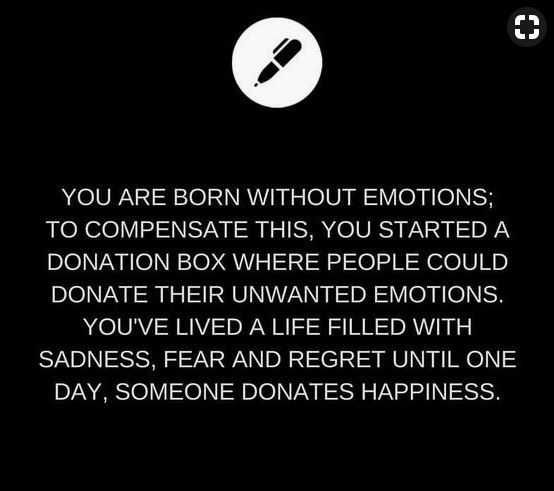 YOU ARE BORN WITHOUT EMOTIONS;
TO COMPENSATE THIS, YOU STARTED A
DONATION BOX WHERE PEOPLE COULD
DONATE THEIR UNWANTED EMOTIONS.
YOU'VE LIVED A LIFE FILLED WITH
SADNESS, FEAR AND REGRET UNTIL ONE
DAY, SOMEONE DONATES HAPPINESS.